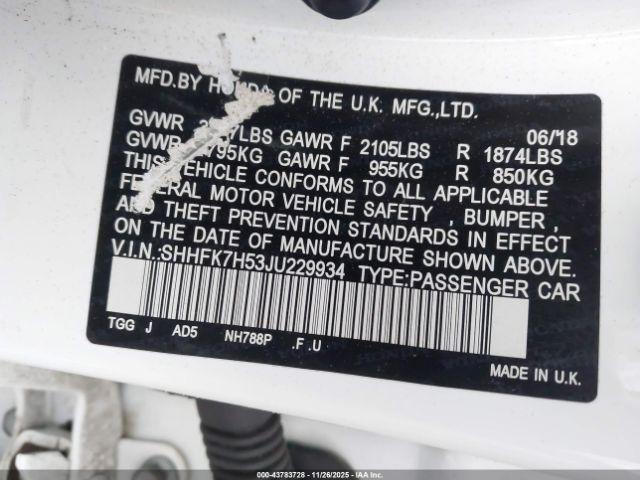 MFD.BY HONDA OF THE U.K. MFG.,LTD.
06/18
GVWR LBS GAWR F 2105LBS R 1874LBS
GVWR 1795KG GAWR F 955KG R 850KG
THIS VEHICLE CONFORMS TO ALL APPLICABLE
FEDERAL MOTOR VEHICLE SAFETY , BUMPER ,
AND THEFT PREVENTION STANDARDS IN EFFECT
ON THE DATE OF MANUFACTURE SHOWN ABOVE.
V.I.N.:SHHFK7H53JU229934 TYPE:PASSENGER CAR
TGG J AD5 NH788P .F .U
MADE IN U.K.
000-43783728 - 11/26/2025 - IAA Inc.